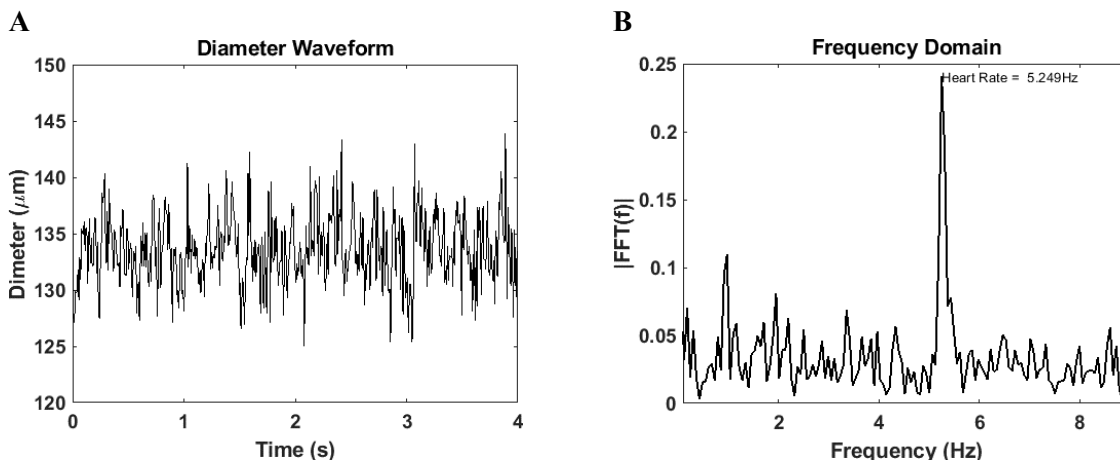 A
Diameter Waveform
150
145
140
135
130
125
120
Dimeter (μm)
0 1 2 3 4
Time (s)
B
Frequency Domain
Heart Rate = 5.249Hz
0.25
0.2
0.15
0.1
0.05
0
|FFT(f)|
2 4 6 8
Frequency (Hz)